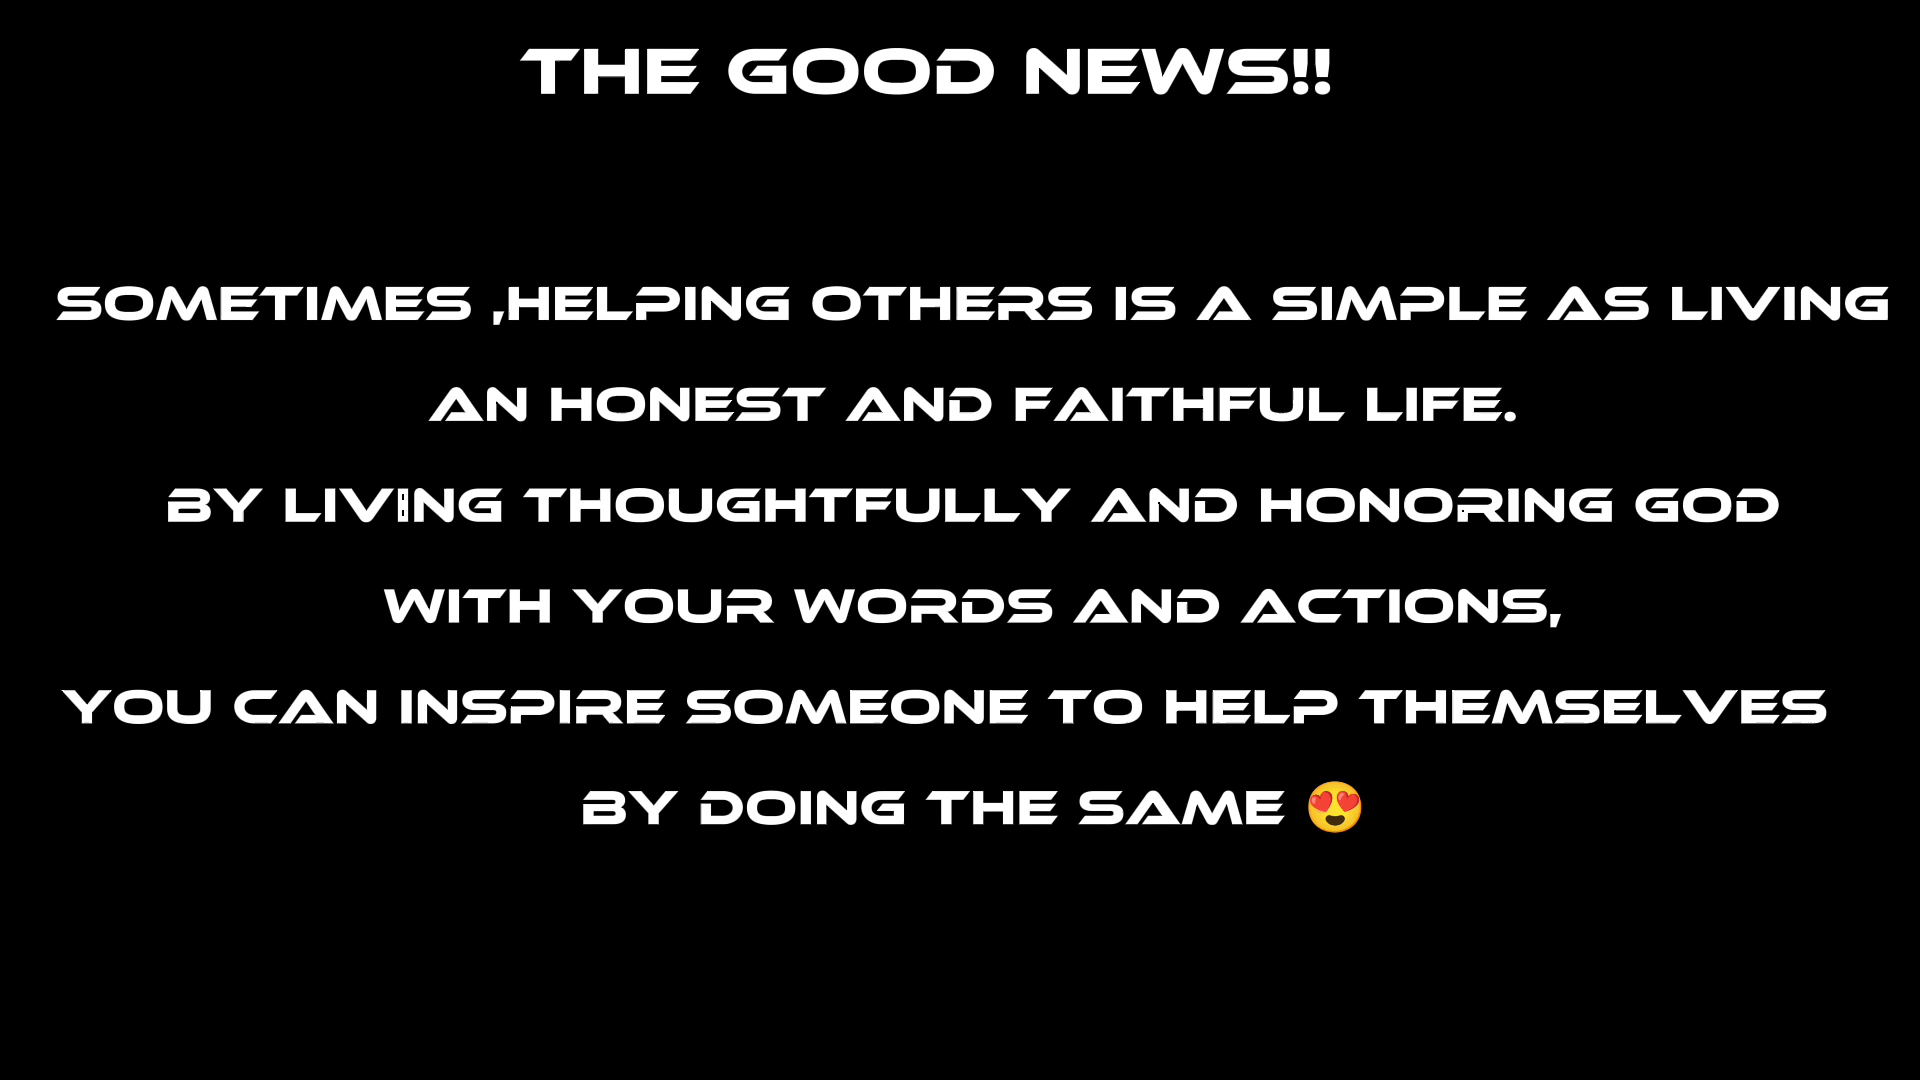 THE GOOD NEWS!!
SOMETIMES ,HELPING OTHERS IS A SIMPLE AS LIVING
AN HONEST AND FAITHFUL LIFE.
BY LIVING THOUGHTFULLY AND HONORING GOD
WITH YOUR WORDS AND ACTIONS,
YOU CAN INSPIRE SOMEONE TO HELP THEMSELVES
BY DOING THE SAME 😍